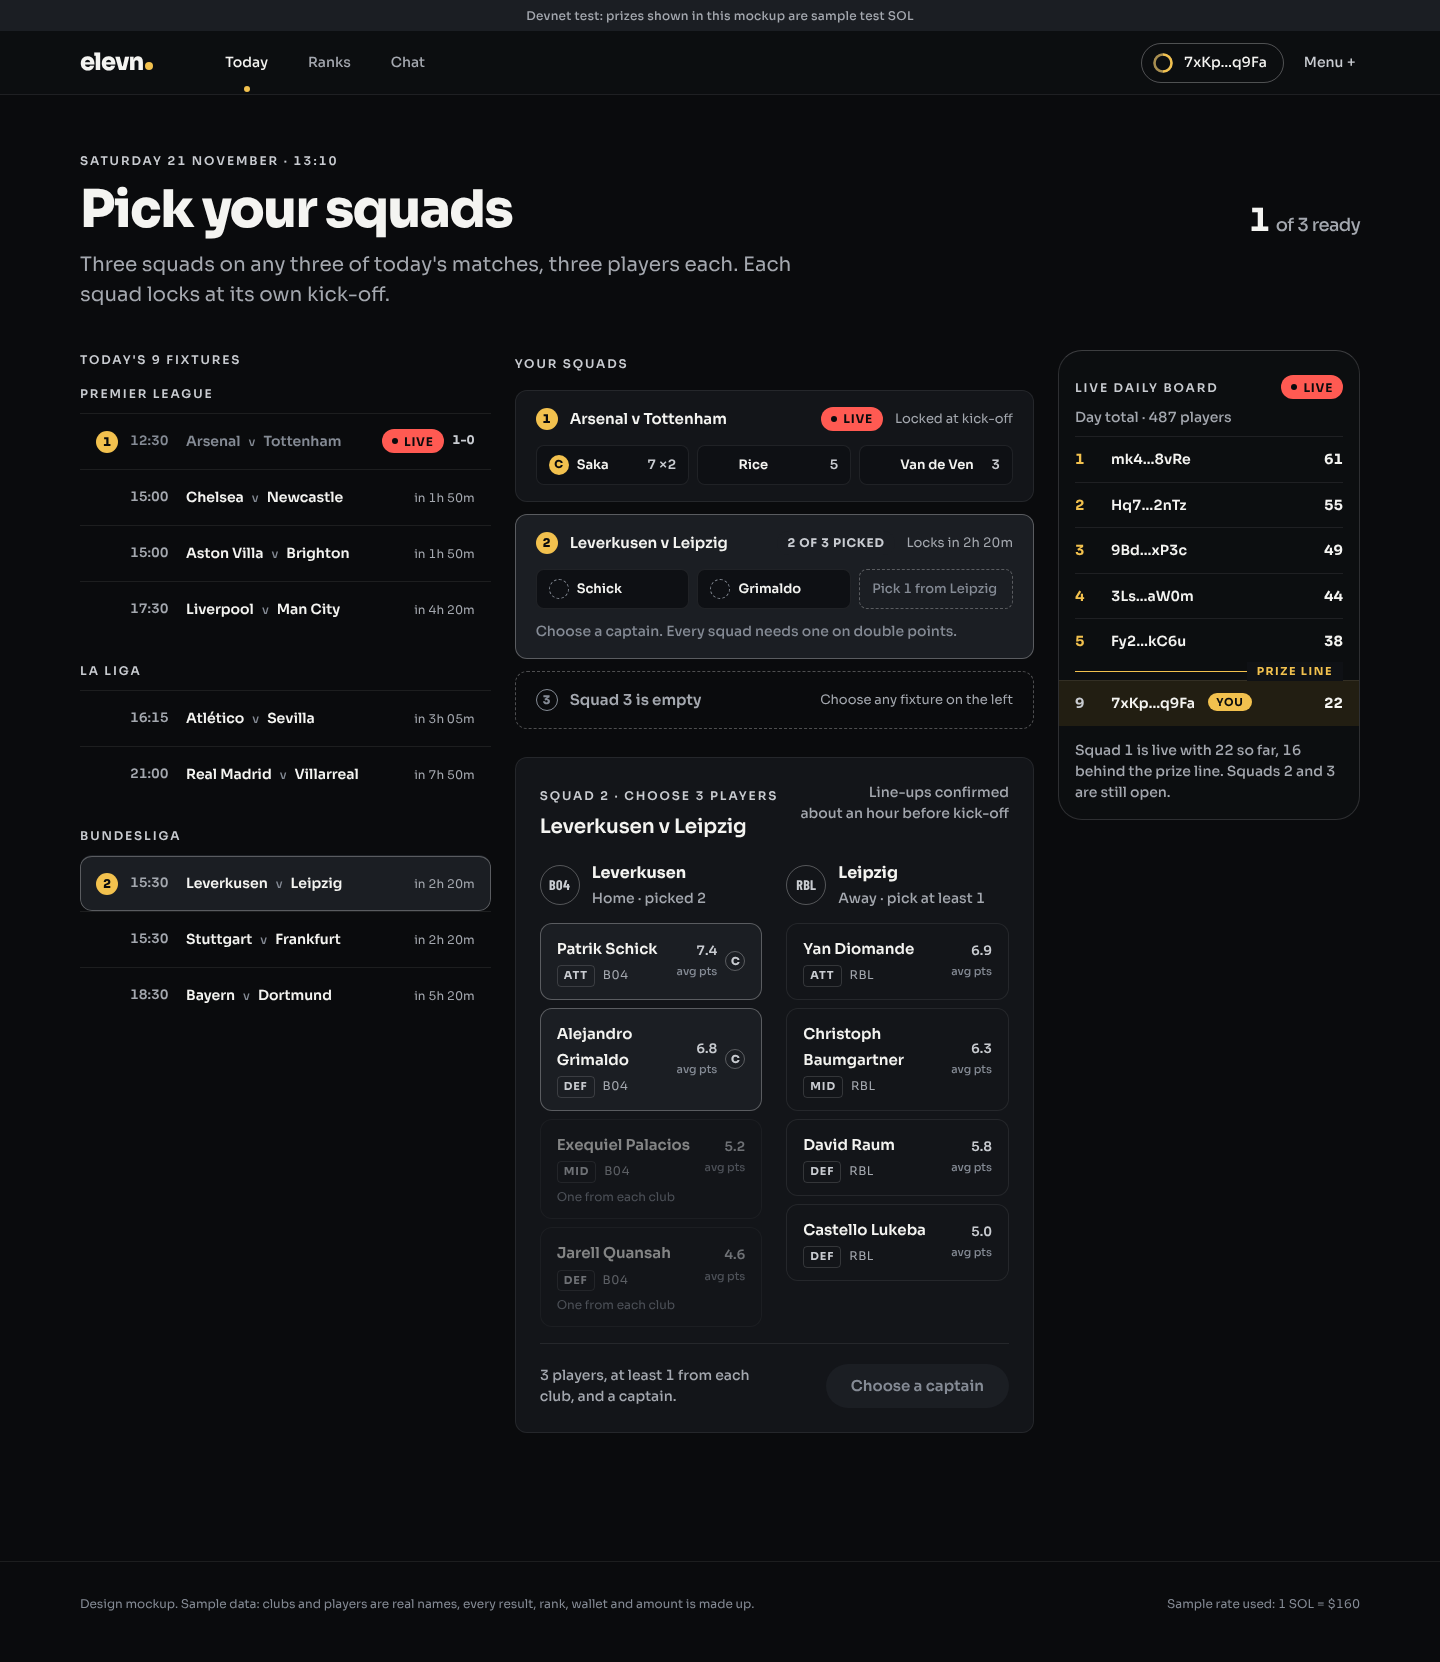 Devnet test: prizes shown in this mockup are sample test SOL
elevn.
Today
Ranks
Chat
7xKp...q9Fa
Menu +
SATURDAY 21 NOVEMBER · 13:10
Pick your squads
1 of 3 ready
Three squads on any three of today's matches, three players each. Each
squad locks at its own kick-off.
TODAY'S 9 FIXTURES
PREMIER LEAGUE
1 12:30 Arsenal v Tottenham LIVE 1-0
15:00 Chelsea v Newcastle in 1h 50m
15:00 Aston Villa v Brighton in 1h 50m
17:30 Liverpool v Man City in 4h 20m
LA LIGA
16:15 Atlético v Sevilla in 3h 05m
21:00 Real Madrid v Villarreal in 7h 50m
BUNDESLIGA
2 15:30 Leverkusen v Leipzig in 2h 20m
15:30 Stuttgart v Frankfurt in 2h 20m
18:30 Bayern v Dortmund in 5h 20m
YOUR SQUADS
1 Arsenal v Tottenham LIVE Locked at kick-off
C Saka 7 ×2
Rice 5
Van de Ven 3
2 Leverkusen v Leipzig 2 OF 3 PICKED Locks in 2h 20m
Schick
Grimaldo
Pick 1 from Leipzig
Choose a captain. Every squad needs one on double points.
3 Squad 3 is empty Choose any fixture on the left
SQUAD 2 · CHOOSE 3 PLAYERS
Leverkusen v Leipzig
Line-ups confirmed
about an hour before kick-off
B04 Leverkusen
Home · picked 2
Patrik Schick 7.4
ATT B04 avg pts C
Alejandro
Grimaldo 6.8
DEF B04 avg pts C
Exequiel Palacios 5.2
MID B04 avg pts
One from each club
Jarell Quansah 4.6
DEF B04 avg pts
One from each club
RBL Leipzig
Away · pick at least 1
Yan Diomande 6.9
ATT RBL avg pts
Christoph
Baumgartner 6.3
MID RBL avg pts
David Raum 5.8
DEF RBL avg pts
Castello Lukeba 5.0
DEF RBL avg pts
3 players, at least 1 from each
club, and a captain.
Choose a captain
LIVE DAILY BOARD LIVE
Day total · 487 players
1 mk4...8vRe 61
2 Hq7...2nTz 55
3 9Bd...xP3c 49
4 3Ls...aW0m 44
5 Fy2...kC6u 38
PRIZE LINE
9 7xKp...q9Fa YOU 22
Squad 1 is live with 22 so far, 16
behind the prize line. Squads 2 and 3
are still open.
Design mockup. Sample data: clubs and players are real names, every result, rank, wallet and amount is made up.
Sample rate used: 1 SOL = $160